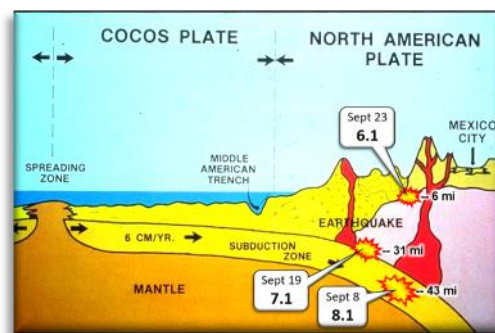 COCOS PLATE
NORTH AMERICAN
PLATE
Sept 23
6.1
MEXICO
CITY
SPREADING
ZONE
MIDDLE
AMERICAN
TRENCH
-- 6 mi
EARTHQUAKE
6 CM/YR.
SUBDUCTION
ZONE
-- 31 mi
MANTLE
Sept 19
7.1
Sept 8
8.1
-- 43 mi